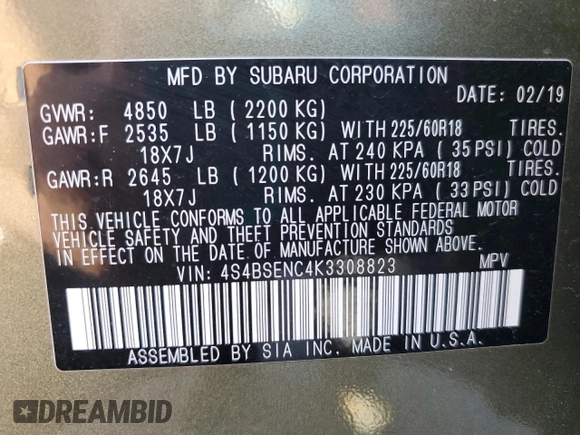 MFD BY SUBARU CORPORATION
DATE: 02/19
GVWR: 4850 LB (2200 KG)
GAWR:F 2535 LB (1150 KG) WITH 225/60R18 TIRES.
18X7J RIMS. AT 240 KPA (35 PSI) COLD
GAWR:R 2645 LB (1200 KG) WITH 225/60R18 TIRES.
18X7J RIMS. AT 230 KPA (33 PSI) COLD
THIS VEHICLE CONFORMS TO ALL APPLICABLE FEDERAL MOTOR
VEHICLE SAFETY AND THEFT PREVENTION STANDARDS
IN EFFECT ON THE DATE OF MANUFACTURE SHOWN ABOVE.
VIN: 4S4BSENC4K3308823 MPV
ASSEMBLED BY SIA INC. MADE IN U.S.A.
DREAMBID